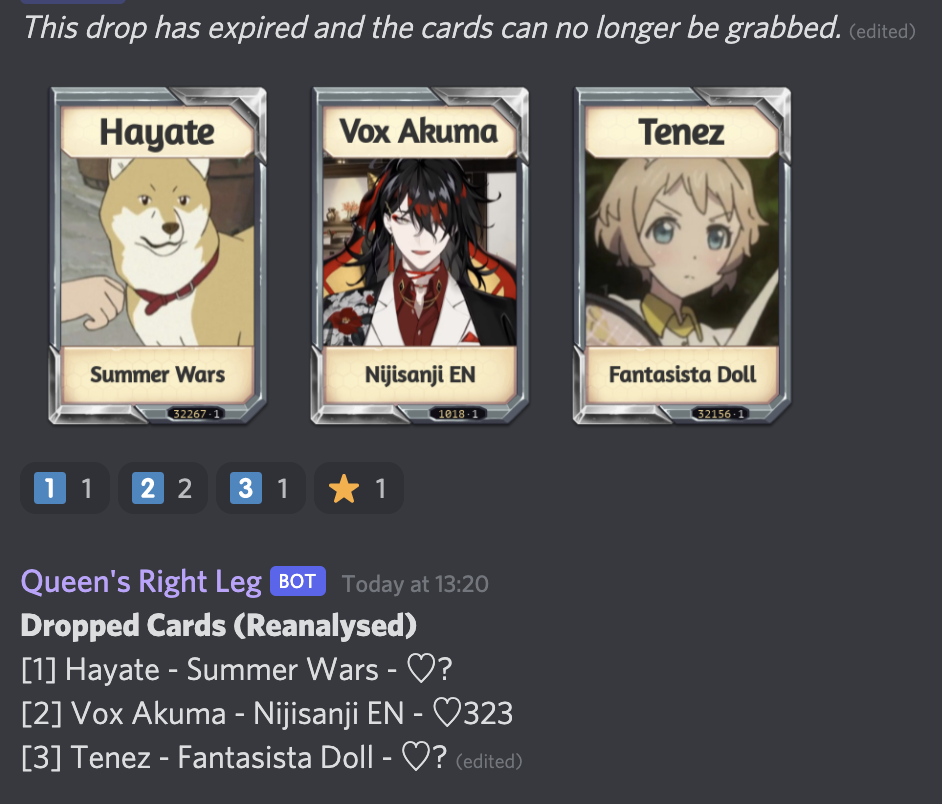 This drop has expired and the cards can no longer be grabbed. (edited)
Hayate
Vox Akuma
Tenez
Summer Wars
Nijisanji EN
Fantasista Doll
32267·1
1018·1
32156·1
1 1 2 2 3 1 1
Queen's Right Leg BOT Today at 13:20
Dropped Cards (Reanalysed)
[1] Hayate - Summer Wars - ♡?
[2] Vox Akuma - Nijisanji EN - ♡323
[3] Tenez - Fantasista Doll - ♡? (edited)